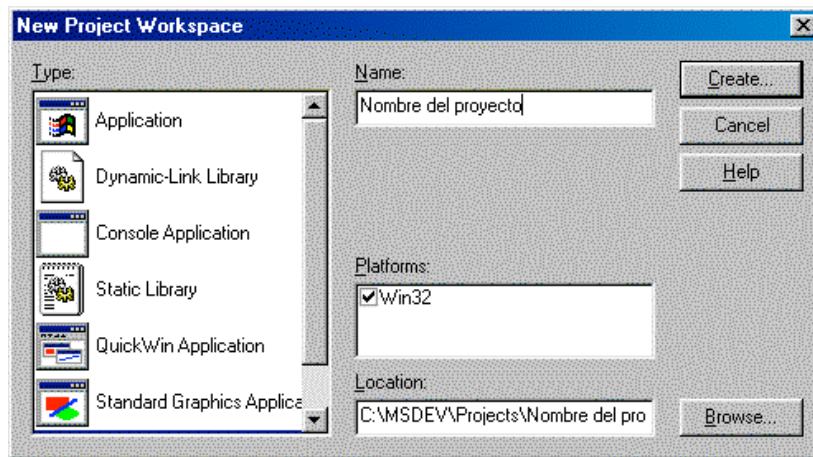 New Project Workspace
Type:
Application
Dynamic-Link Library
Console Application
Static Library
QuickWin Application
Standard Graphics Applica
Name:
Nombre del proyecto
Platforms:
Win32
Location:
C:\MSDEV\Projects\Nombre del pro
Create...
Cancel
Help
Browse...